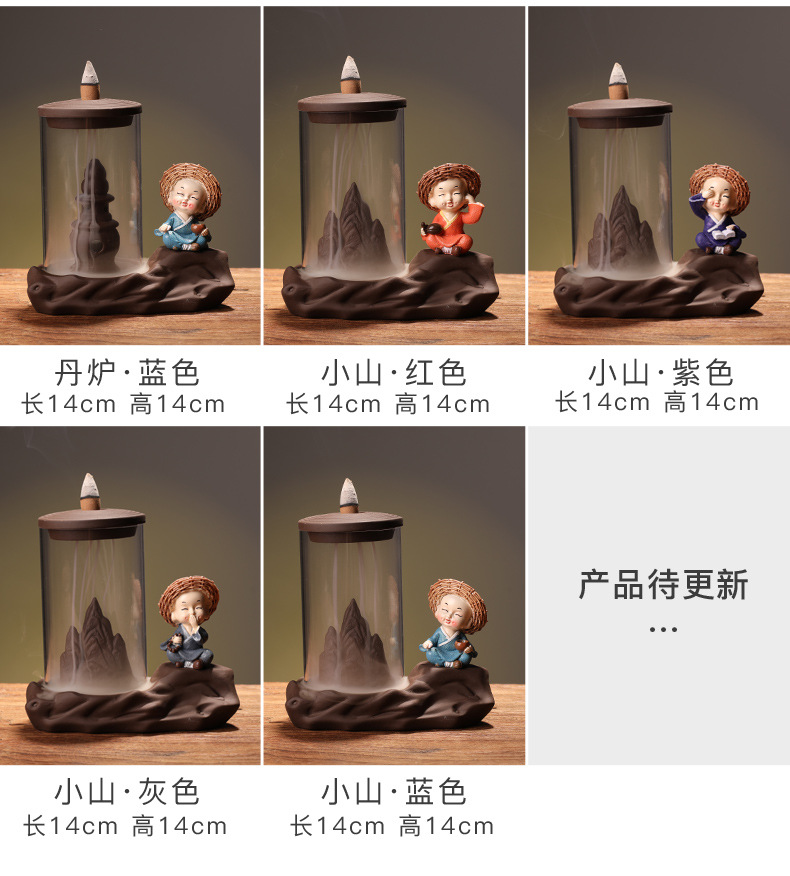 丹炉·蓝色
长14cm 高14cm
小山·红色
长14cm 高14cm
小山·紫色
长14cm 高14cm
小山·灰色
长14cm 高14cm
小山·蓝色
长14cm 高14cm
产品待更新
...